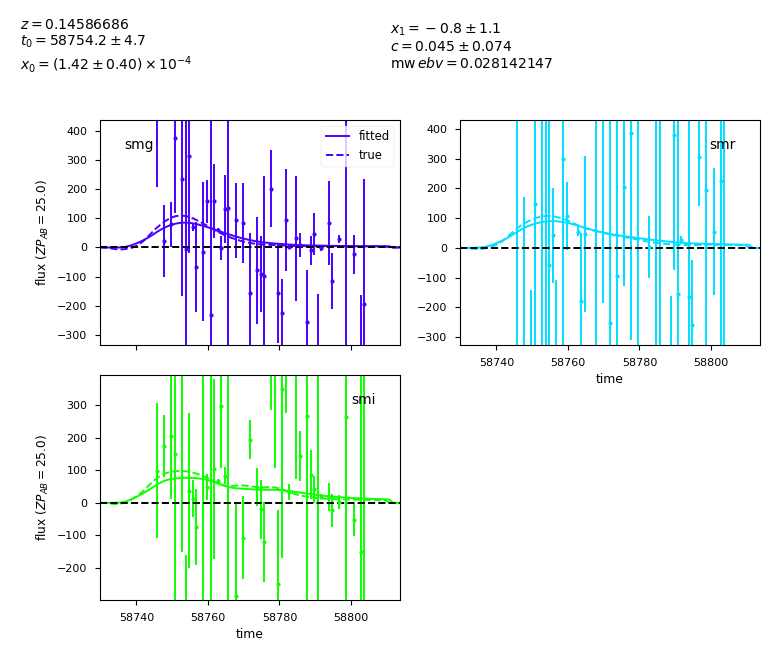 z = 0.14586686
t₀ = 58754.2 ± 4.7
x₀ = (1.42 ± 0.40) × 10⁻⁴
x₁ = −0.8 ± 1.1
c = 0.045 ± 0.074
mwebv = 0.028142147
smg
fitted
true
400
300
200
100
0
−100
−200
−300
flux (ZP_AB = 25.0)
smr
400
300
200
100
0
−100
−200
−300
58740
58760
58780
58800
time
smi
300
200
100
0
−100
−200
flux (ZP_AB = 25.0)
58740
58760
58780
58800
time